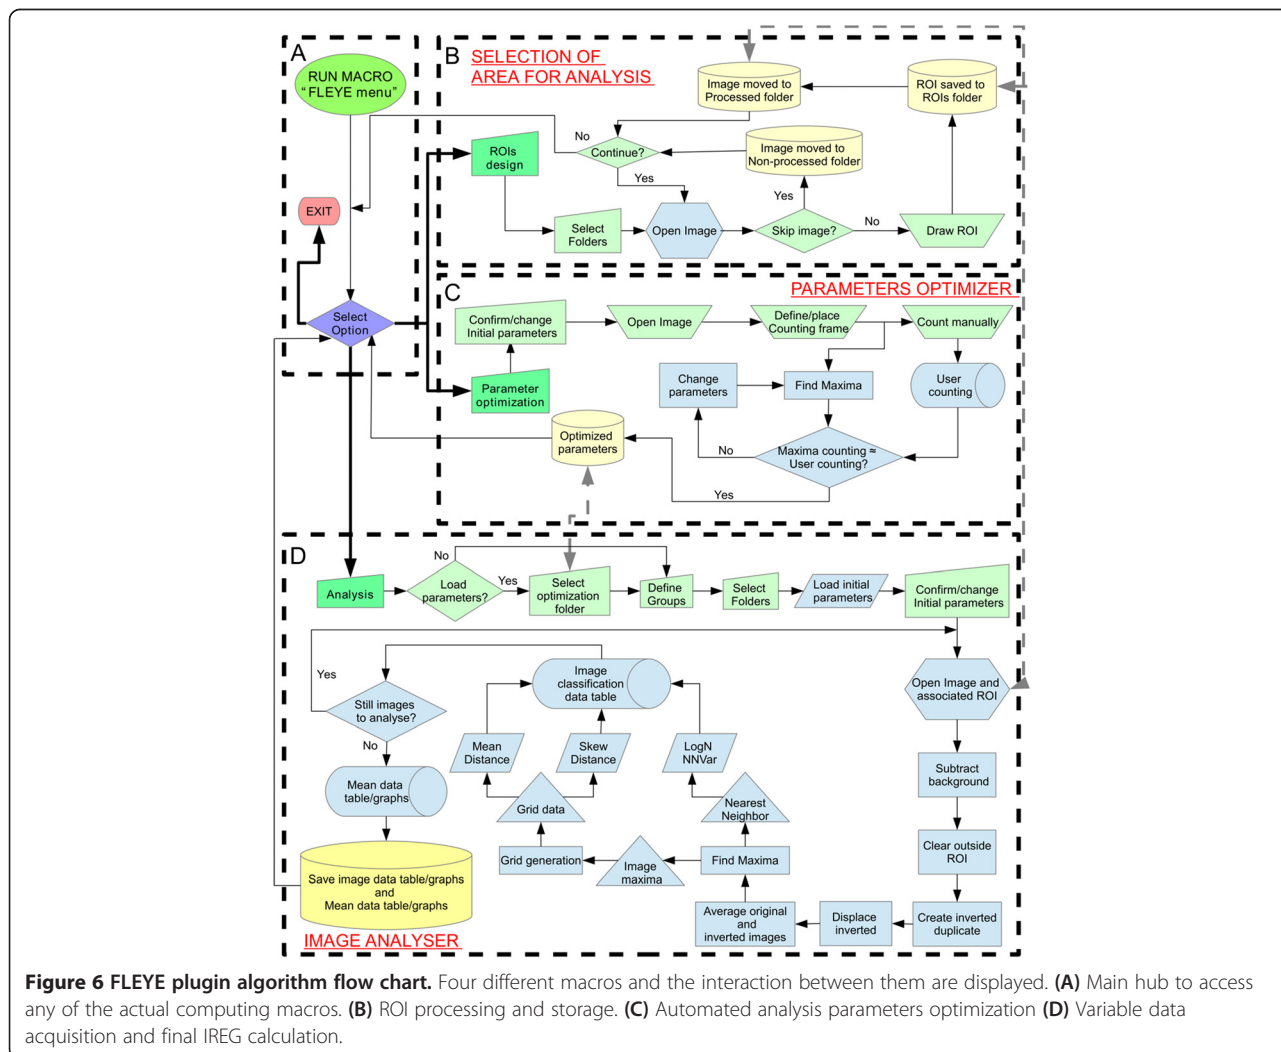 A
RUN MACRO
“FLEYE menu”
EXIT
Select
Option
B
SELECTION OF
AREA FOR ANALYSIS
Image moved to
Processed folder
ROI saved to
ROIs folder
No
Continue?
Image moved to
Non-processed folder
ROIs
design
Yes
Yes
Select
Folders
Open Image
Skip image?
No
Draw ROI
C
PARAMETERS OPTIMIZER
Confirm/change
Initial parameters
Open Image
Define/place
Counting frame
Count manually
Parameter
optimization
Change
parameters
Find Maxima
User
counting
Optimized
parameters
No
Maxima counting ≈
User counting?
Yes
D
No
Analysis
Load
parameters?
Yes
Select
optimization
folder
Define
Groups
Select
Folders
Load initial
parameters
Confirm/change
Initial parameters
Yes
Still images
to analyse?
Image
classification
data table
Open Image and
associated ROI
No
Mean
Distance
Skew
Distance
LogN
NNVar
Subtract
background
Mean data
table/graphs
Grid data
Nearest
Neighbor
Clear outside
ROI
Grid generation
Image
maxima
Find Maxima
Save image data table/graphs
and
Mean data table/graphs
Average original
and
inverted images
Displace
inverted
Create inverted
duplicate
IMAGE ANALYSER
Figure 6 FLEYE plugin algorithm flow chart. Four different macros and the interaction between them are displayed. (A) Main hub to access
any of the actual computing macros. (B) ROI processing and storage. (C) Automated analysis parameters optimization (D) Variable data
acquisition and final IREG calculation.